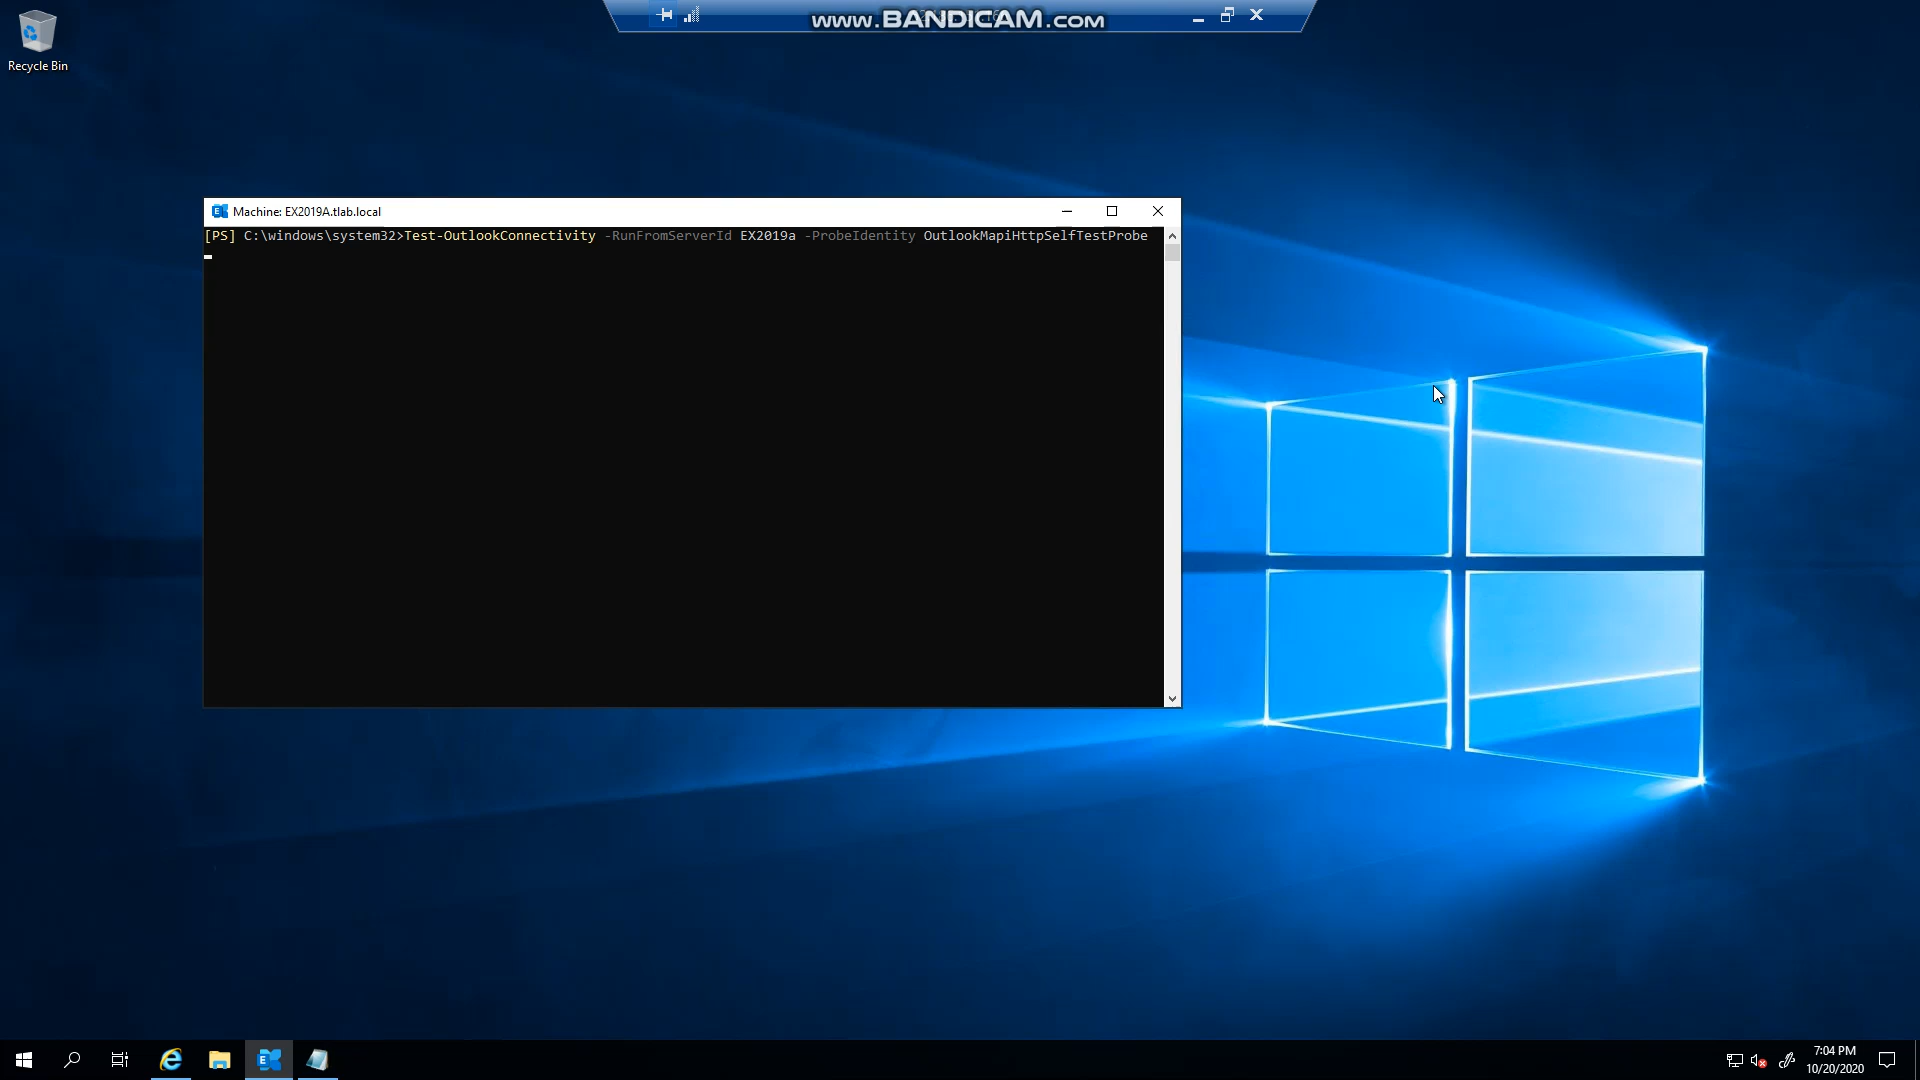 www.BANDICAM.com
Recycle Bin
Machine: EX2019A.tlab.local
[PS] C:\windows\system32>Test-OutlookConnectivity -RunFromServerId EX2019a -ProbeIdentity OutlookMapiHttpSelfTestProbe
7:04 PM
10/20/2020